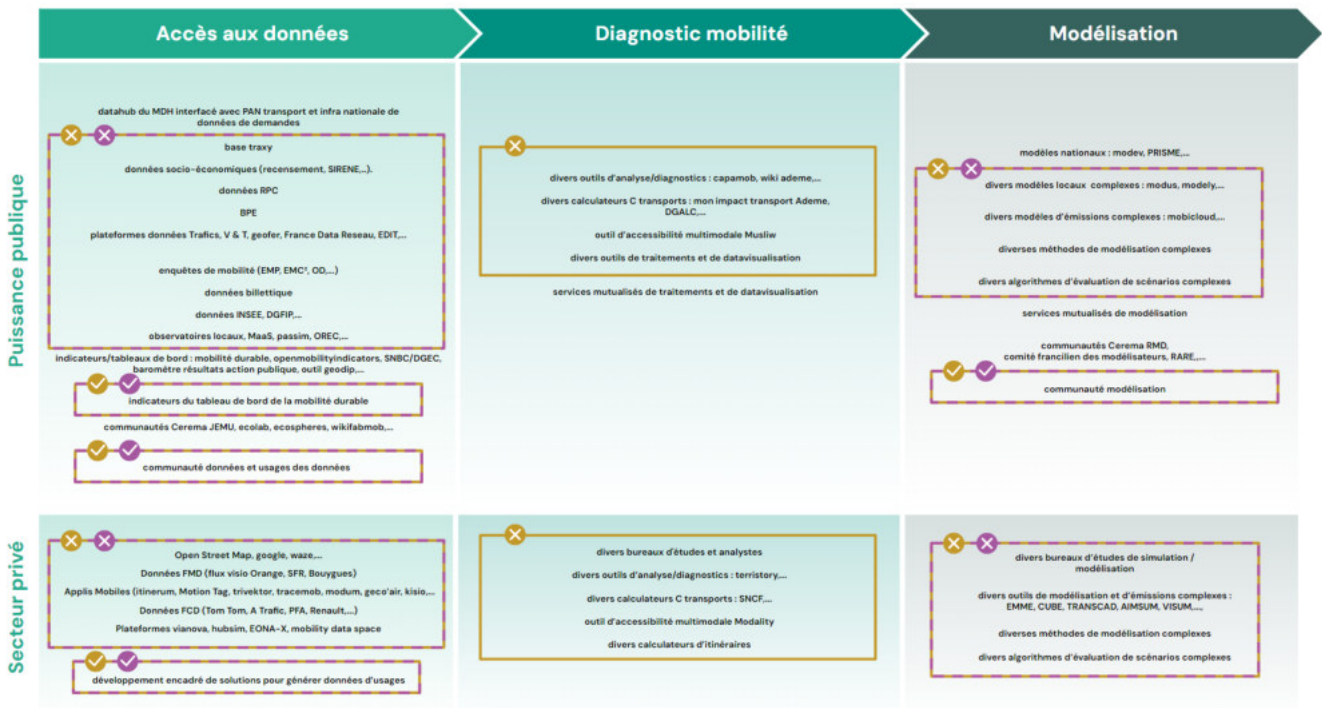 Accès aux données
Diagnostic mobilité
Modélisation
Puissance publique
datahub du MDH interfacé avec PAN transport et infra nationale de
données de demandes
base traxy
données socio-économiques (recensement, SIRENE,..).
données RPC
BPE
plateformes données Trafics, V & T, geofer, France Data Reseau, EDIT,...
enquêtes de mobilité (EMP, EMC², OD,...)
données billettique
données INSEE, DGFIP,...
observatoires locaux, MaaS, passim, OREC,...
indicateurs/tableaux de bord : mobilité durable, openmobilityindicators, SNBC/DGEC,
baromètre résultats action publique, outil geodip,...
indicateurs du tableau de bord de la mobilité durable
communautés Cerema JEMU, ecolab, ecospheres, wikifabmob,...
communauté données et usages des données
divers outils d'analyse/diagnostics : capamob, wiki ademe,...
divers calculateurs C transports : mon impact transport Ademe,
DGALC,...
outil d'accessibilité multimodale Musliw
divers outils de traitements et de datavisualisation
services mutualisés de traitements et de datavisualisation
modèles nationaux : modev, PRISME,...
divers modèles locaux complexes : modus, modely,...
divers modèles d'émissions complexes : mobicloud,...
diverses méthodes de modélisation complexes
divers algorithmes d'évaluation de scénarios complexes
services mutualisés de modélisation
communautés Cerema RMD,
comité francilien des modélisateurs, RARE,...
communauté modélisation
Secteur privé
Open Street Map, google, waze,...
Données FMD (flux visio Orange, SFR, Bouygues)
Applis Mobiles (itinerum, Motion Tag, trivektor, tracemob, modum, geco'air, kisio,...
Données FCD (Tom Tom, A Trafic, PFA, Renault,...)
Plateformes vianova, hubsim, EONA-X, mobility data space
développement encadré de solutions pour générer données d'usages
divers bureaux d'études et analystes
divers outils d'analyse/diagnostics : terristory,...
divers calculateurs C transports : SNCF,...
outil d'accessibilité multimodale Modality
divers calculateurs d'itinéraires
divers bureaux d'études de simulation /
modélisation
divers outils de modélisation et d'émissions complexes :
EMME, CUBE, TRANSCAD, AIMSUM, VISUM,...,
diverses méthodes de modélisation complexes
divers algorithmes d'évaluation de scénarios complexes